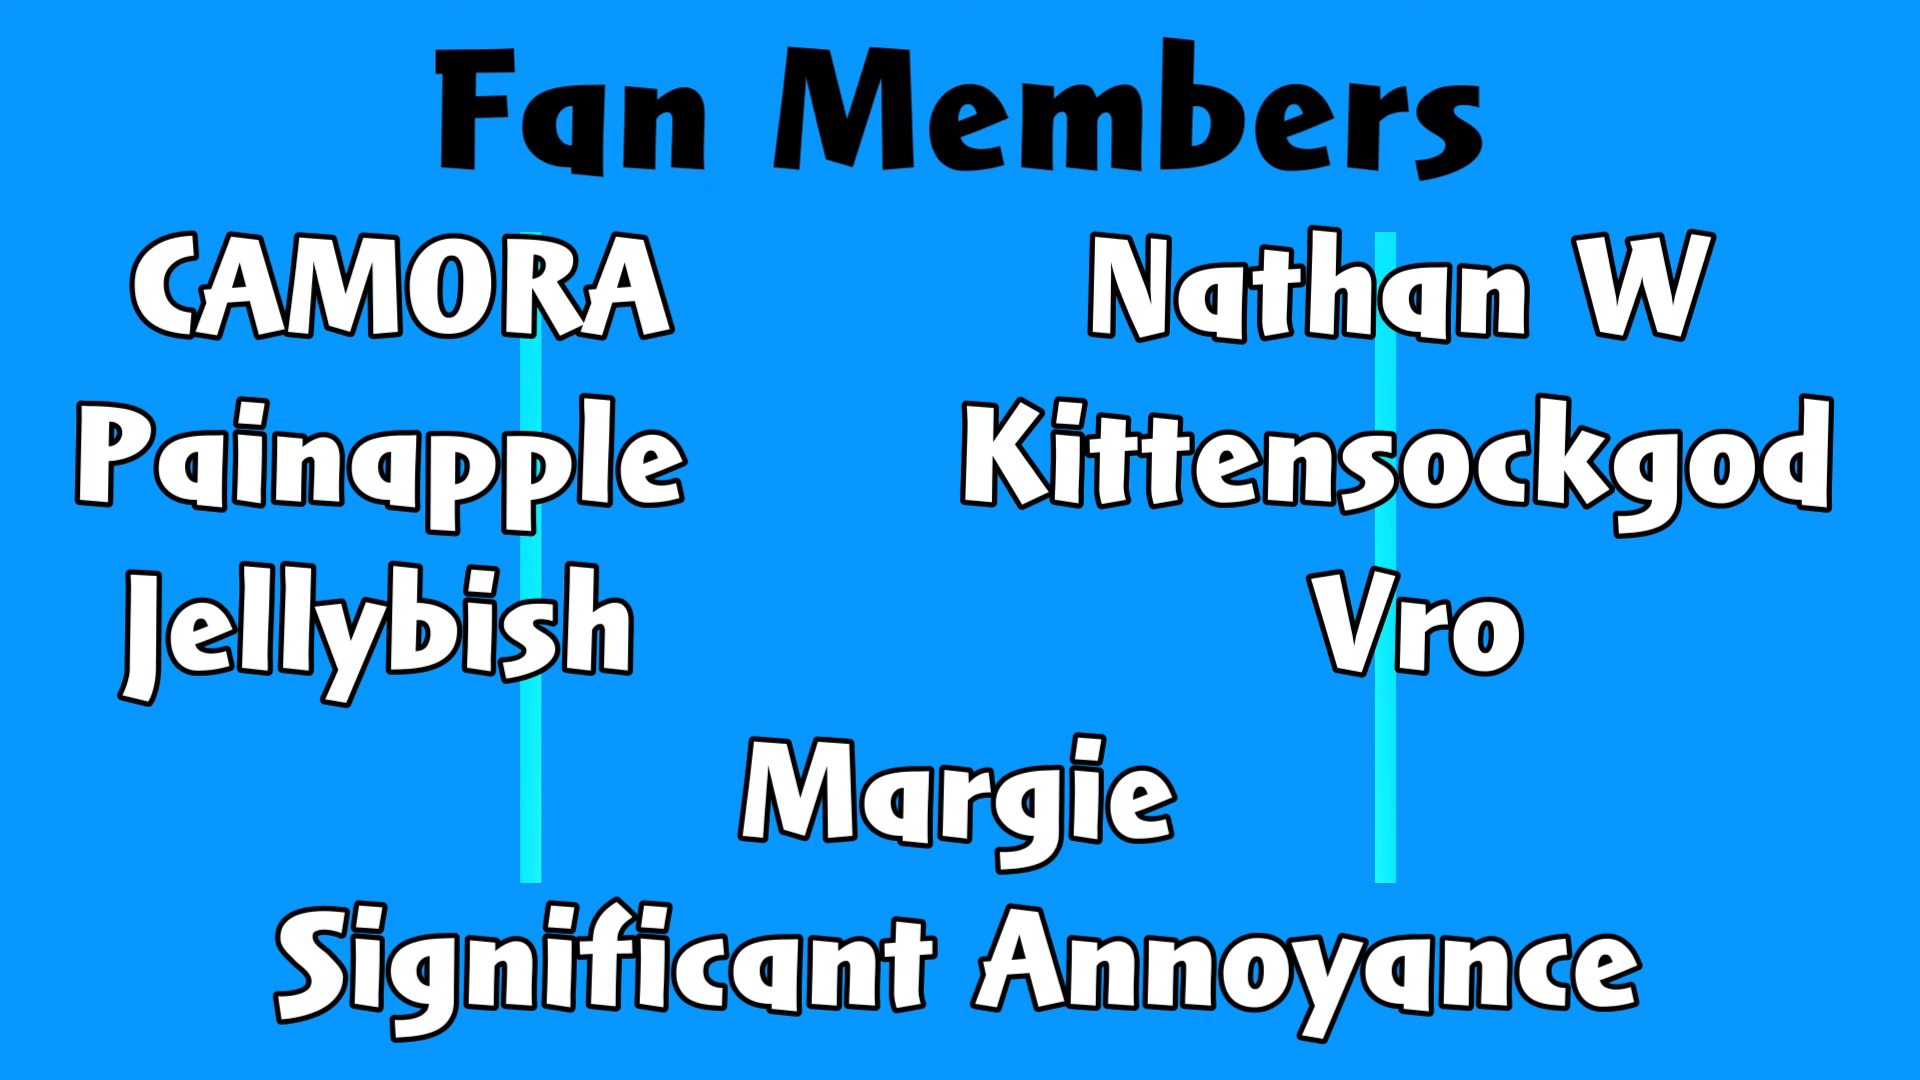 Fan Members
CAMORA
Nathan W
Painapple
Kittensockgod
Jellybish
Vro
Margie
Significant Annoyance